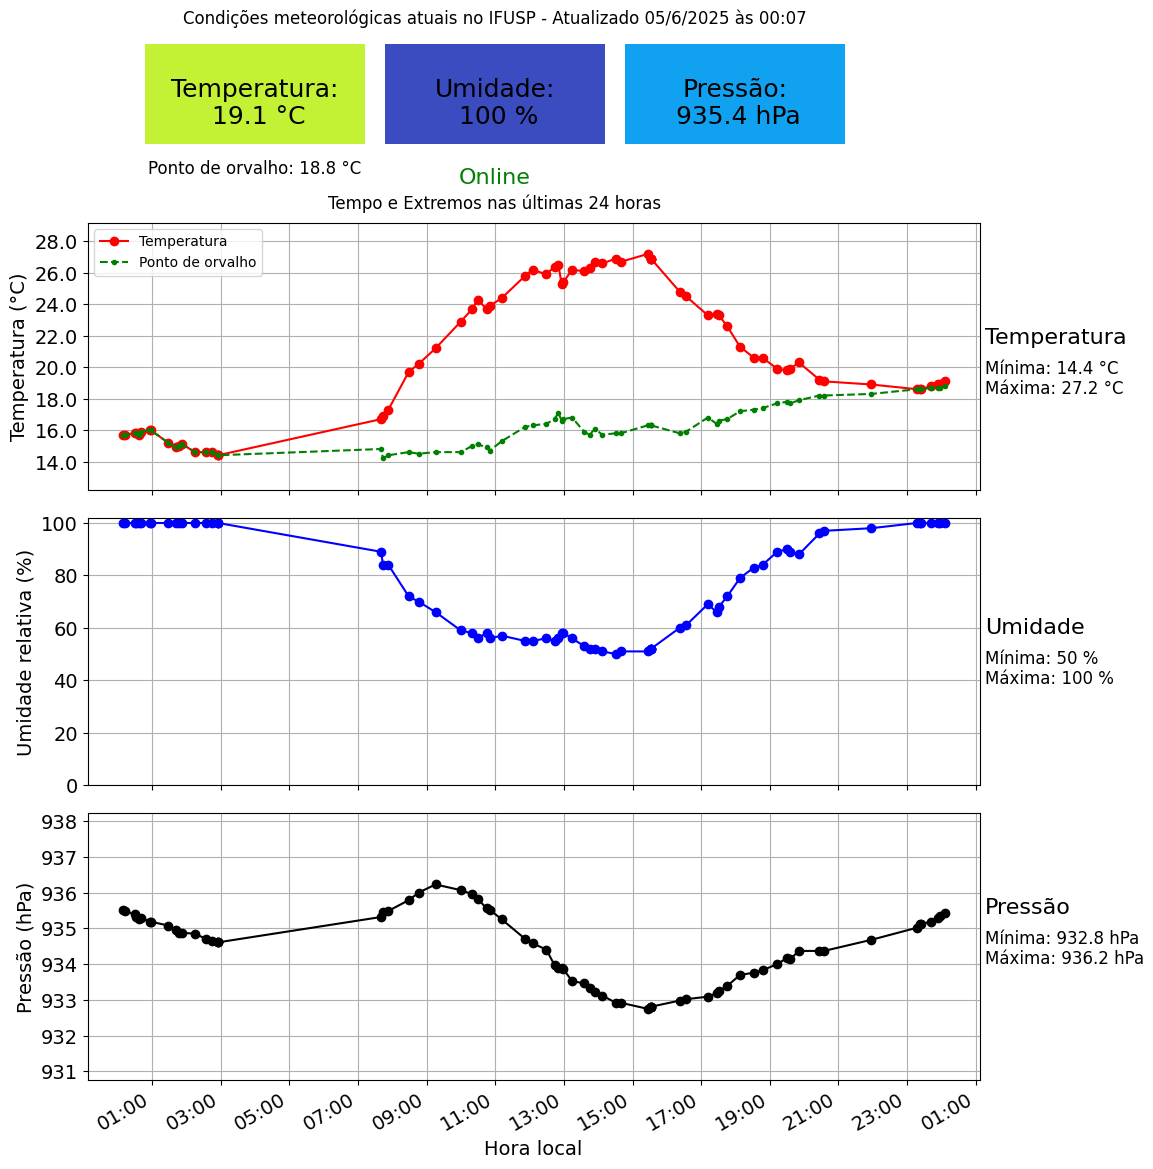 Condições meteorológicas atuais no IFUSP - Atualizado 05/6/2025 às 00:07
Temperatura:
19.1 °C
Umidade:
100 %
Pressão:
935.4 hPa
Ponto de orvalho: 18.8 °C
Online
Tempo e Extremos nas últimas 24 horas
Temperatura (°C)
28.0
26.0
24.0
22.0
20.0
18.0
16.0
14.0
Temperatura
Ponto de orvalho
Temperatura
Mínima: 14.4 °C
Máxima: 27.2 °C
Umidade relativa (%)
100
80
60
40
20
0
Umidade
Mínima: 50 %
Máxima: 100 %
Pressão (hPa)
938
937
936
935
934
933
932
931
Pressão
Mínima: 932.8 hPa
Máxima: 936.2 hPa
01:00 03:00 05:00 07:00 09:00 11:00 13:00 15:00 17:00 19:00 21:00 23:00 01:00
Hora local